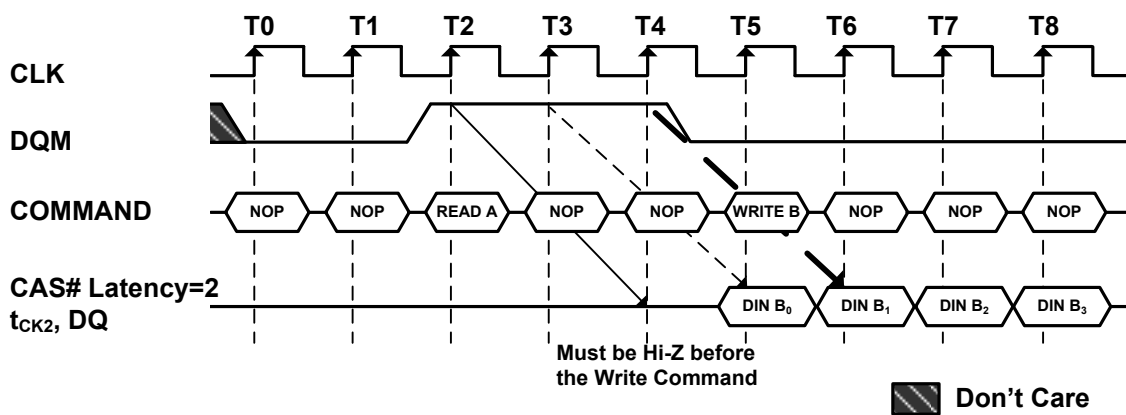 T0 T1 T2 T3 T4 T5 T6 T7 T8
CLK
DQM
COMMAND NOP NOP READ A NOP NOP WRITE B NOP NOP NOP
CAS# Latency=2
tCK2, DQ DIN B0 DIN B1 DIN B2 DIN B3
Must be Hi-Z before
the Write Command
Don't Care